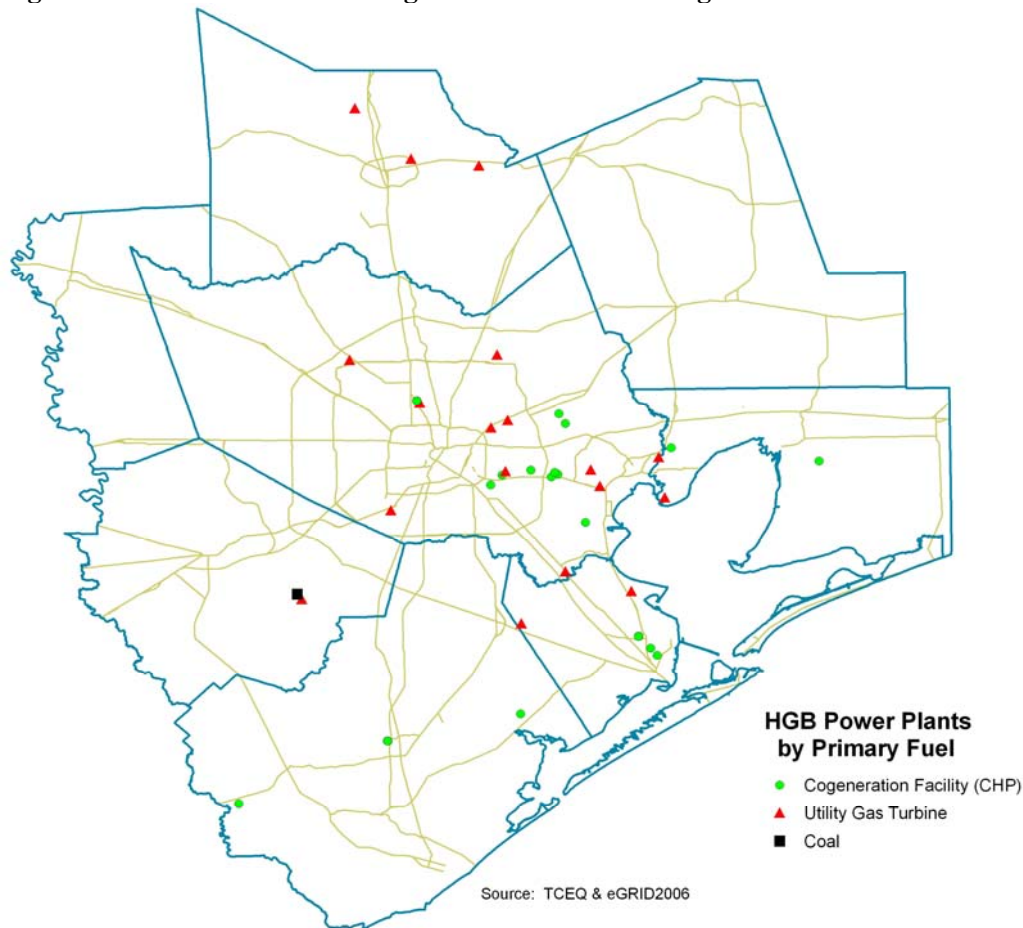 HGB Power Plants
by Primary Fuel
Cogeneration Facility (CHP)
Utility Gas Turbine
Coal
Source: TCEQ & eGRID2006